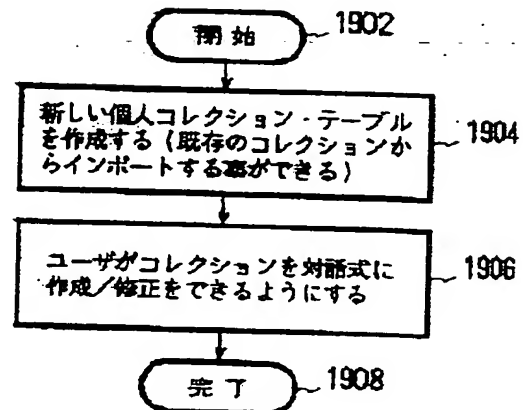 開始
1902
新しい個人コレクション・テーブル
を作成する(既存のコレクションか
らインポートする事ができる)
1904
ユーザがコレクションを対話式に
作成/修正をできるようにする
1906
完了
1908